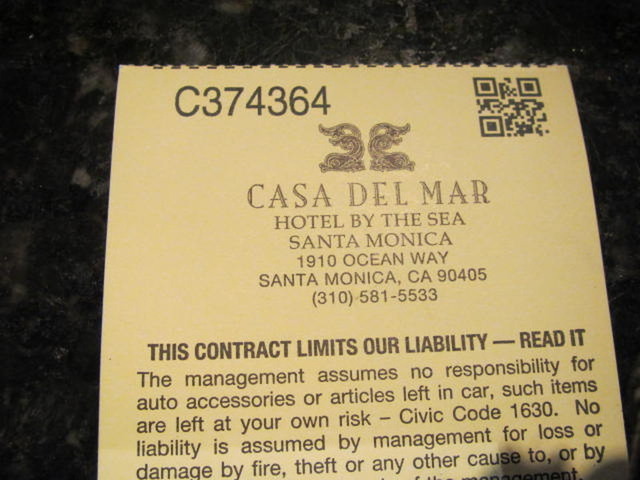 C374364
CASA DEL MAR
HOTEL BY THE SEA
SANTA MONICA
1910 OCEAN WAY
SANTA MONICA, CA 90405
(310) 581-5533
THIS CONTRACT LIMITS OUR LIABILITY — READ IT
The management assumes no responsibility for
auto accessories or articles left in car, such items
are left at your own risk – Civic Code 1630. No
liability is assumed by management for loss or
damage by fire, theft or any other cause to, or by
of the management.